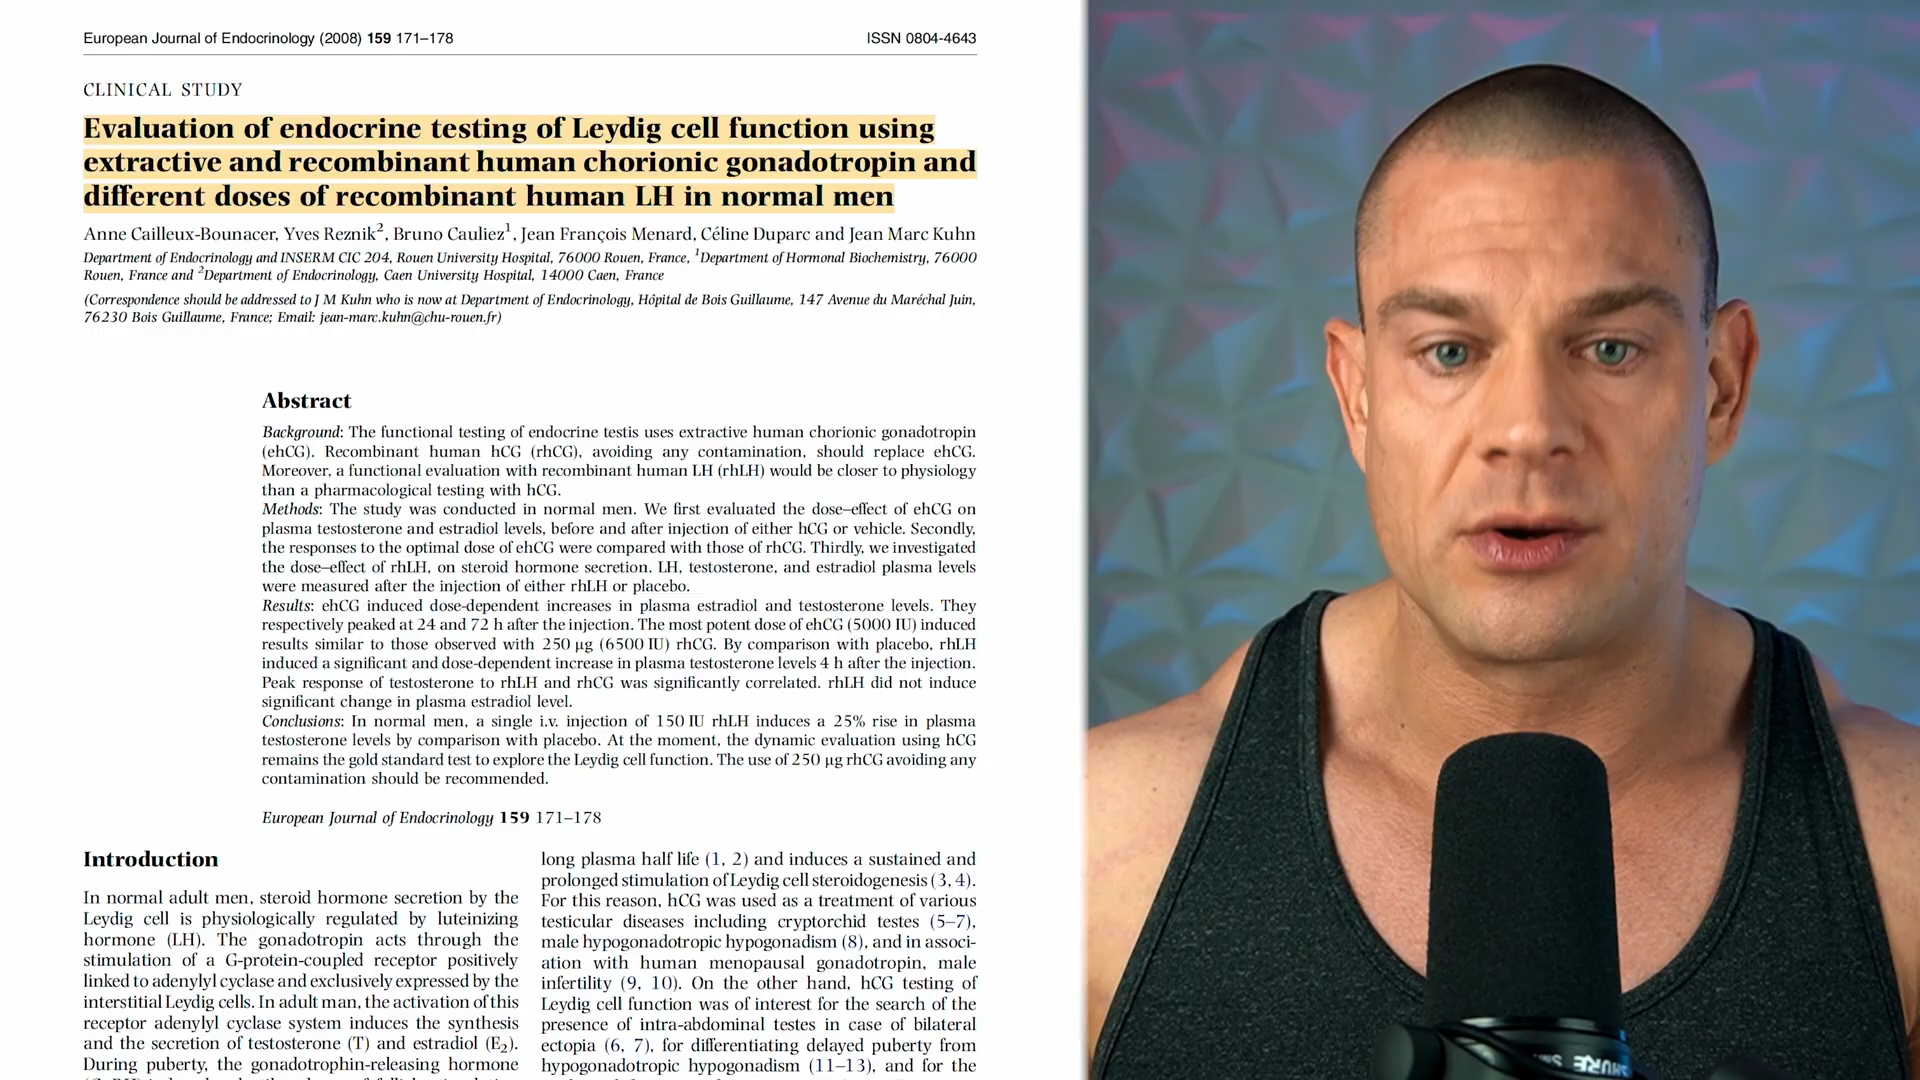 European Journal of Endocrinology (2008) 159 171–178
ISSN 0804-4643
CLINICAL STUDY
Evaluation of endocrine testing of Leydig cell function using
extractive and recombinant human chorionic gonadotropin and
different doses of recombinant human LH in normal men
Anne Cailleux-Bounacer, Yves Reznik², Bruno Cauliez¹, Jean François Menard, Céline Duparc and Jean Marc Kuhn
Department of Endocrinology and INSERM CIC 204, Rouen University Hospital, 76000 Rouen, France, ¹Department of Hormonal Biochemistry, 76000
Rouen, France and ²Department of Endocrinology, Caen University Hospital, 14000 Caen, France
(Correspondence should be addressed to J M Kuhn who is now at Department of Endocrinology, Hôpital de Bois Guillaume, 147 Avenue du Maréchal Juin,
76230 Bois Guillaume, France; Email: jean-marc.kuhn@chu-rouen.fr)
Abstract
Background: The functional testing of endocrine testis uses extractive human chorionic gonadotropin
(ehCG). Recombinant human hCG (rhCG), avoiding any contamination, should replace ehCG.
Moreover, a functional evaluation with recombinant human LH (rhLH) would be closer to physiology
than a pharmacological testing with hCG.
Methods: The study was conducted in normal men. We first evaluated the dose–effect of ehCG on
plasma testosterone and estradiol levels, before and after injection of either hCG or vehicle. Secondly,
the responses to the optimal dose of ehCG were compared with those of rhCG. Thirdly, we investigated
the dose–effect of rhLH, on steroid hormone secretion. LH, testosterone, and estradiol plasma levels
were measured after the injection of either rhLH or placebo.
Results: ehCG induced dose-dependent increases in plasma estradiol and testosterone levels. They
respectively peaked at 24 and 72 h after the injection. The most potent dose of ehCG (5000 IU) induced
results similar to those observed with 250 µg (6500 IU) rhCG. By comparison with placebo, rhLH
induced a significant and dose-dependent increase in plasma testosterone levels 4 h after the injection.
Peak response of testosterone to rhLH and rhCG was significantly correlated. rhLH did not induce
significant change in plasma estradiol level.
Conclusions: In normal men, a single i.v. injection of 150 IU rhLH induces a 25% rise in plasma
testosterone levels by comparison with placebo. At the moment, the dynamic evaluation using hCG
remains the gold standard test to explore the Leydig cell function. The use of 250 µg rhCG avoiding any
contamination should be recommended.
European Journal of Endocrinology 159 171–178
Introduction
In normal adult men, steroid hormone secretion by the
Leydig cell is physiologically regulated by luteinizing
hormone (LH). The gonadotropin acts through the
stimulation of a G-protein-coupled receptor positively
linked to adenylyl cyclase and exclusively expressed by the
interstitial Leydig cells. In adult man, the activation of this
receptor adenylyl cyclase system induces the synthesis
and the secretion of testosterone (T) and estradiol (E₂).
During puberty, the gonadotrophin-releasing hormone
long plasma half life (1, 2) and induces a sustained and
prolonged stimulation of Leydig cell steroidogenesis (3, 4).
For this reason, hCG was used as a treatment of various
testicular diseases including cryptorchid testes (5–7),
male hypogonadotropic hypogonadism (8), and in associ-
ation with human menopausal gonadotropin, male
infertility (9, 10). On the other hand, hCG testing of
Leydig cell function was of interest for the search of the
presence of intra-abdominal testes in case of bilateral
ectopia (6, 7), for differentiating delayed puberty from
hypogonadotropic hypogonadism (11–13), and for the
SHURE